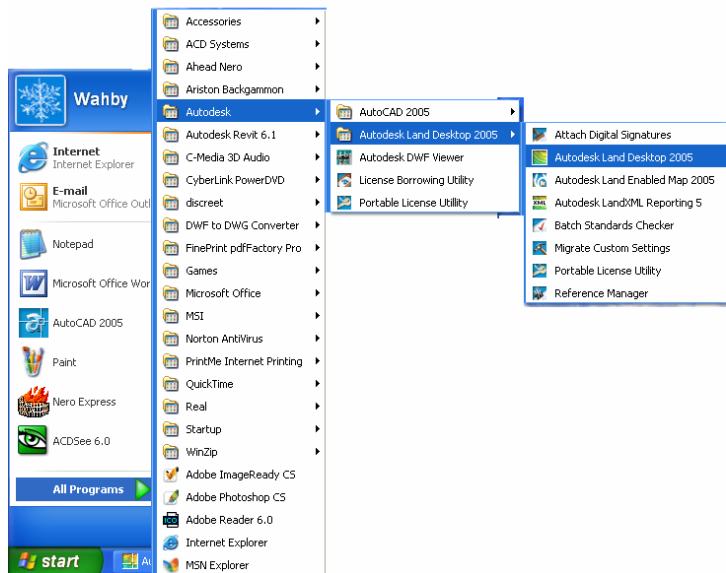 Wahby
Internet
Internet Explorer
E-mail
Microsoft Office Outl
Notepad
Microsoft Office Wor
AutoCAD 2005
Paint
Nero Express
ACDSee 6.0
All Programs
start
Accessories
ACD Systems
Ahead Nero
Ariston Backgammon
Autodesk
Autodesk Revit 6.1
C-Media 3D Audio
CyberLink PowerDVD
discreet
DWF to DWG Converter
FinePrint pdfFactory Pro
Games
Microsoft Office
MSI
Norton AntiVirus
PrintMe Internet Printing
QuickTime
Real
Startup
WinZip
Adobe ImageReady CS
Adobe Photoshop CS
Adobe Reader 6.0
Internet Explorer
MSN Explorer
AutoCAD 2005
Autodesk Land Desktop 2005
Autodesk DWF Viewer
License Borrowing Utility
Portable License Utillity
Attach Digital Signatures
Autodesk Land Desktop 2005
Autodesk Land Enabled Map 2005
Autodesk LandXML Reporting 5
Batch Standards Checker
Migrate Custom Settings
Portable License Utility
Reference Manager